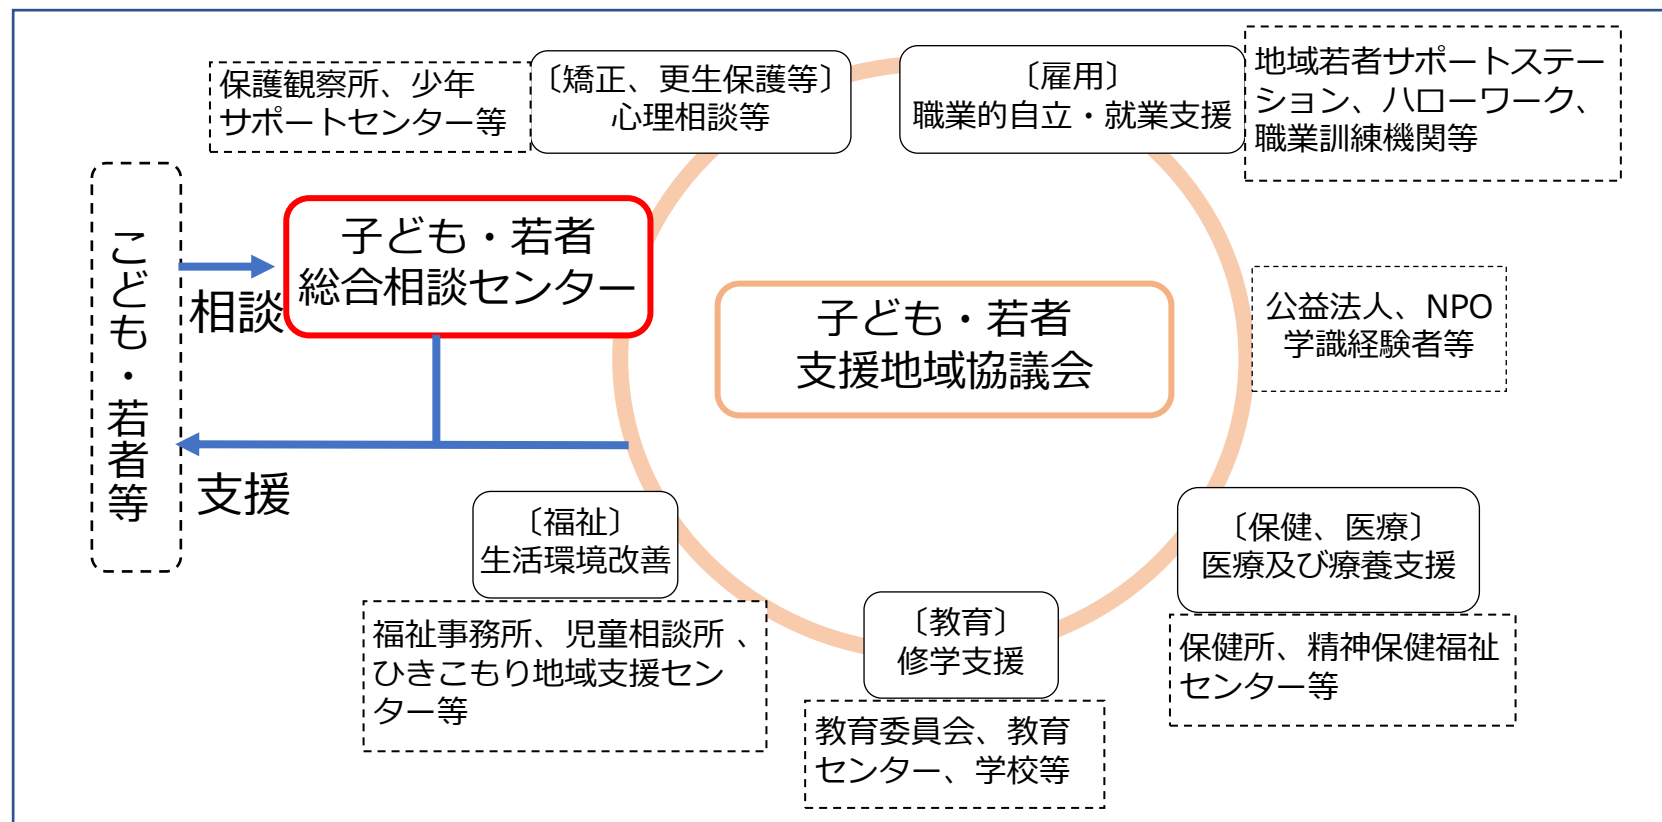 保護観察所、少年
サポートセンター等
〔矯正、更生保護等〕
心理相談等
〔雇用〕
職業的自立・就業支援
地域若者サポートステー
ション、ハローワーク、
職業訓練機関等
こども・若者等
相談
子ども・若者
総合相談センター
子ども・若者
支援地域協議会
公益法人、NPO
学識経験者等
支援
〔福祉〕
生活環境改善
福祉事務所、児童相談所 、
ひきこもり地域支援セン
ター等
〔教育〕
修学支援
教育委員会、教育
センター、学校等
〔保健、医療〕
医療及び療養支援
保健所、精神保健福祉
センター等